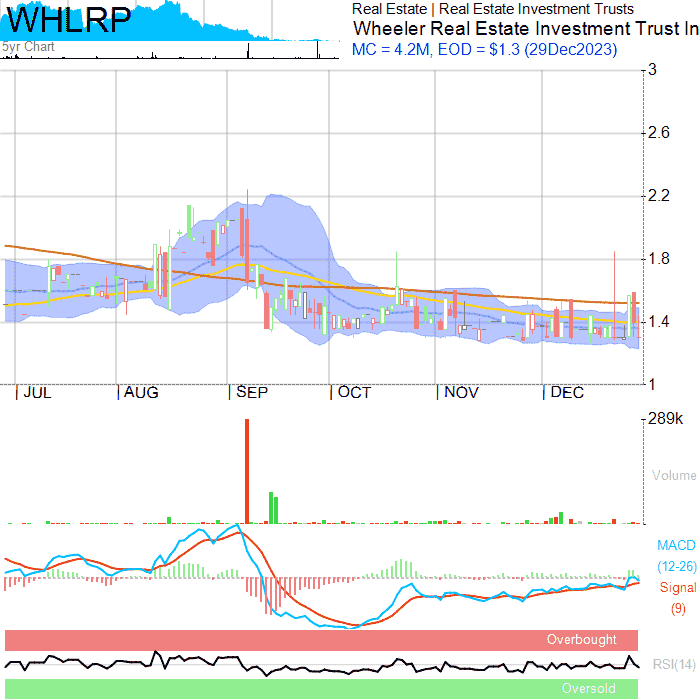 WHLRP
5yr Chart
Real Estate | Real Estate Investment Trusts
Wheeler Real Estate Investment Trust In
MC = 4.2M, EOD = $1.3 (29Dec2023)
3
2.6
2.2
1.8
1.4
1
| JUL | AUG | SEP | OCT | NOV | DEC
289k
Volume
MACD
(12-26)
Signal
(9)
Overbought
RSI(14)
Oversold